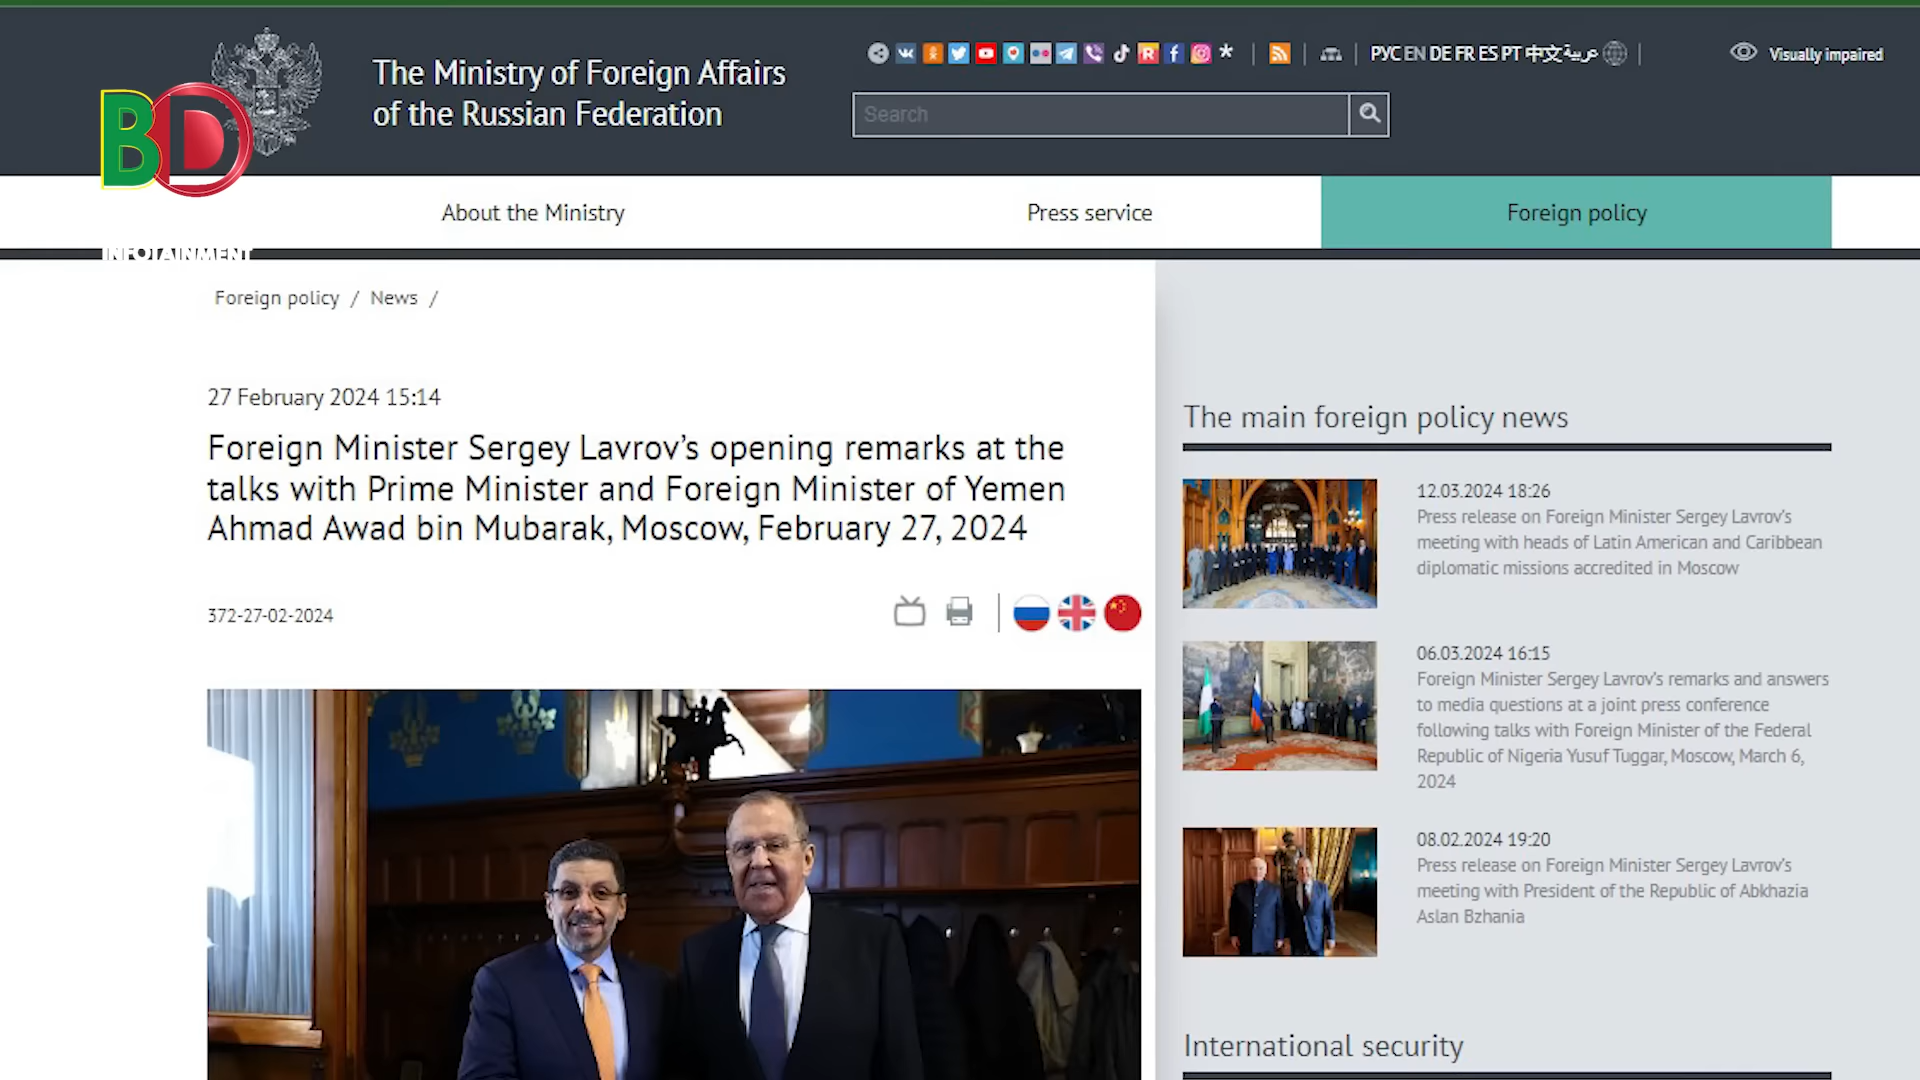 The Ministry of Foreign Affairs
of the Russian Federation
РУС EN DE FR ES PT 中文 عربية
Visually impaired
Search
BD
INFOTAINMENT
About the Ministry
Press service
Foreign policy
Foreign policy / News /
27 February 2024 15:14
Foreign Minister Sergey Lavrov’s opening remarks at the
talks with Prime Minister and Foreign Minister of Yemen
Ahmad Awad bin Mubarak, Moscow, February 27, 2024
372-27-02-2024
The main foreign policy news
12.03.2024 18:26
Press release on Foreign Minister Sergey Lavrov’s
meeting with heads of Latin American and Caribbean
diplomatic missions accredited in Moscow
06.03.2024 16:15
Foreign Minister Sergey Lavrov’s remarks and answers
to media questions at a joint press conference
following talks with Foreign Minister of the Federal
Republic of Nigeria Yusuf Tuggar, Moscow, March 6,
2024
08.02.2024 19:20
Press release on Foreign Minister Sergey Lavrov’s
meeting with President of the Republic of Abkhazia
Aslan Bzhania
International security